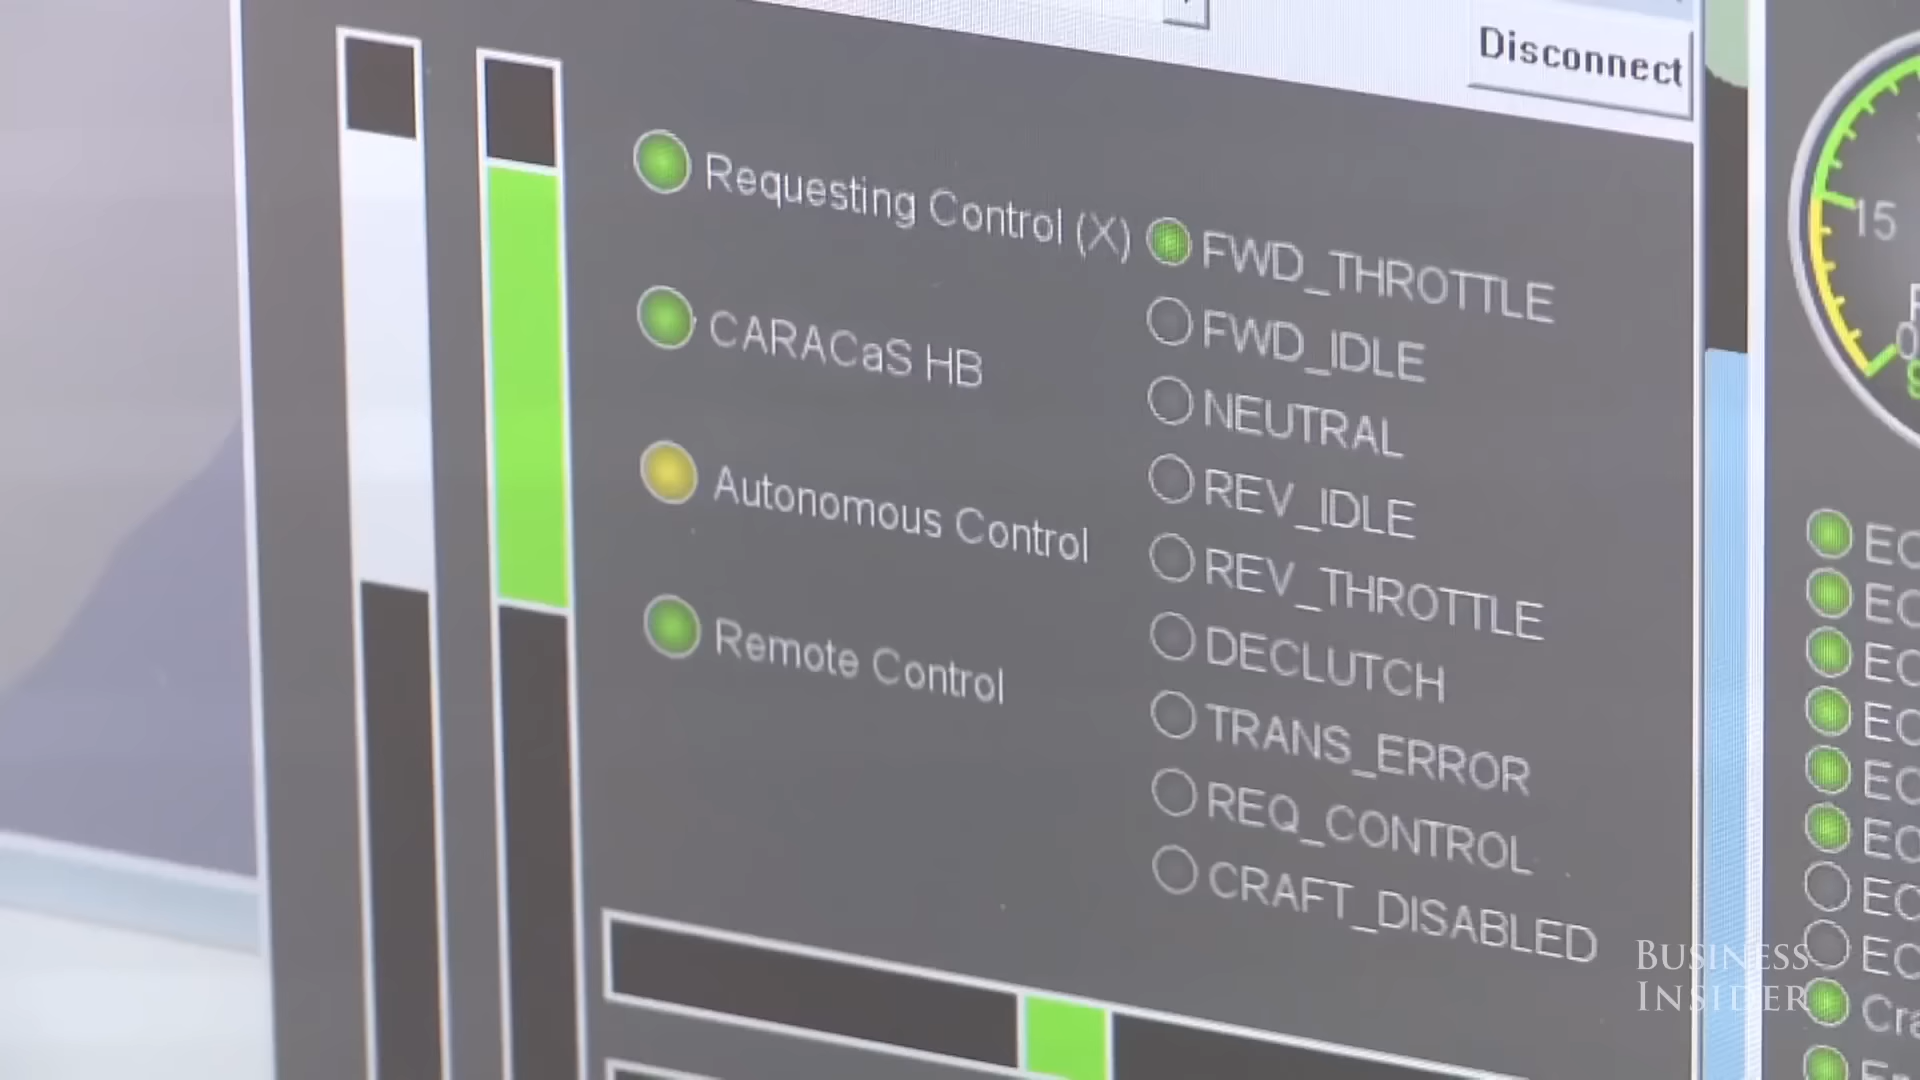 Disconnect
Requesting Control (X)
CARACaS HB
Autonomous Control
Remote Control
FWD_THROTTLE
FWD_IDLE
NEUTRAL
REV_IDLE
REV_THROTTLE
DECLUTCH
TRANS_ERROR
REQ_CONTROL
CRAFT_DISABLED
15
BUSINESS
INSIDER